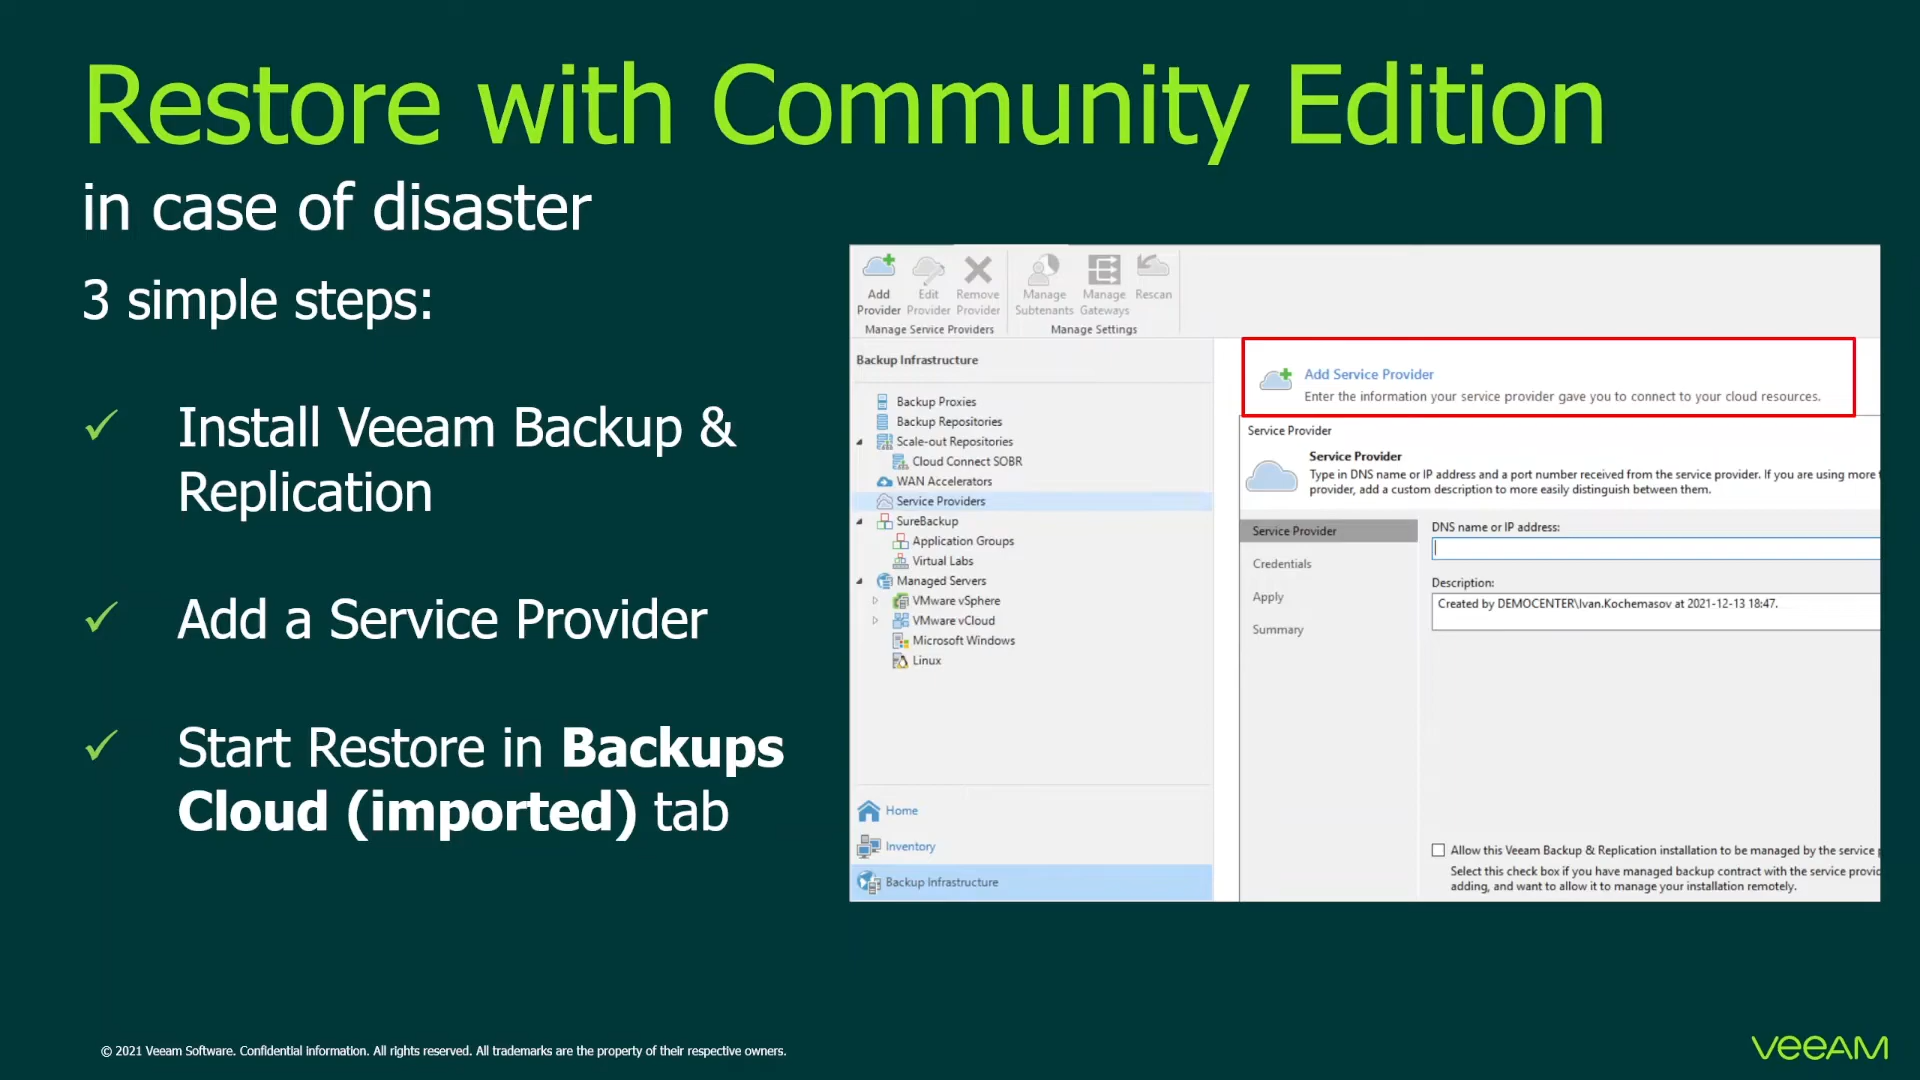 Restore with Community Edition
in case of disaster
3 simple steps:
✓ Install Veeam Backup &
Replication
✓ Add a Service Provider
✓ Start Restore in Backups
Cloud (imported) tab
Add
Provider
Edit
Provider
Remove
Provider
Manage Service Providers
Manage
Subtenants
Manage
Gateways
Rescan
Manage Settings
Backup Infrastructure
Backup Proxies
Backup Repositories
Scale-out Repositories
Cloud Connect SOBR
WAN Accelerators
Service Providers
SureBackup
Application Groups
Virtual Labs
Managed Servers
VMware vSphere
VMware vCloud
Microsoft Windows
Linux
Home
Inventory
Backup Infrastructure
Add Service Provider
Enter the information your service provider gave you to connect to your cloud resources.
Service Provider
Service Provider
Type in DNS name or IP address and a port number received from the service provider. If you are using more
provider, add a custom description to more easily distinguish between them.
Service Provider
Credentials
Apply
Summary
DNS name or IP address:
Description:
Created by DEMOCENTER\Ivan.Kochemasov at 2021-12-13 18:47.
Allow this Veeam Backup & Replication installation to be managed by the service
Select this check box if you have managed backup contract with the service
adding, and want to allow it to manage your installation remotely.
© 2021 Veeam Software. Confidential information. All rights reserved. All trademarks are the property of their respective owners.
VEEAM